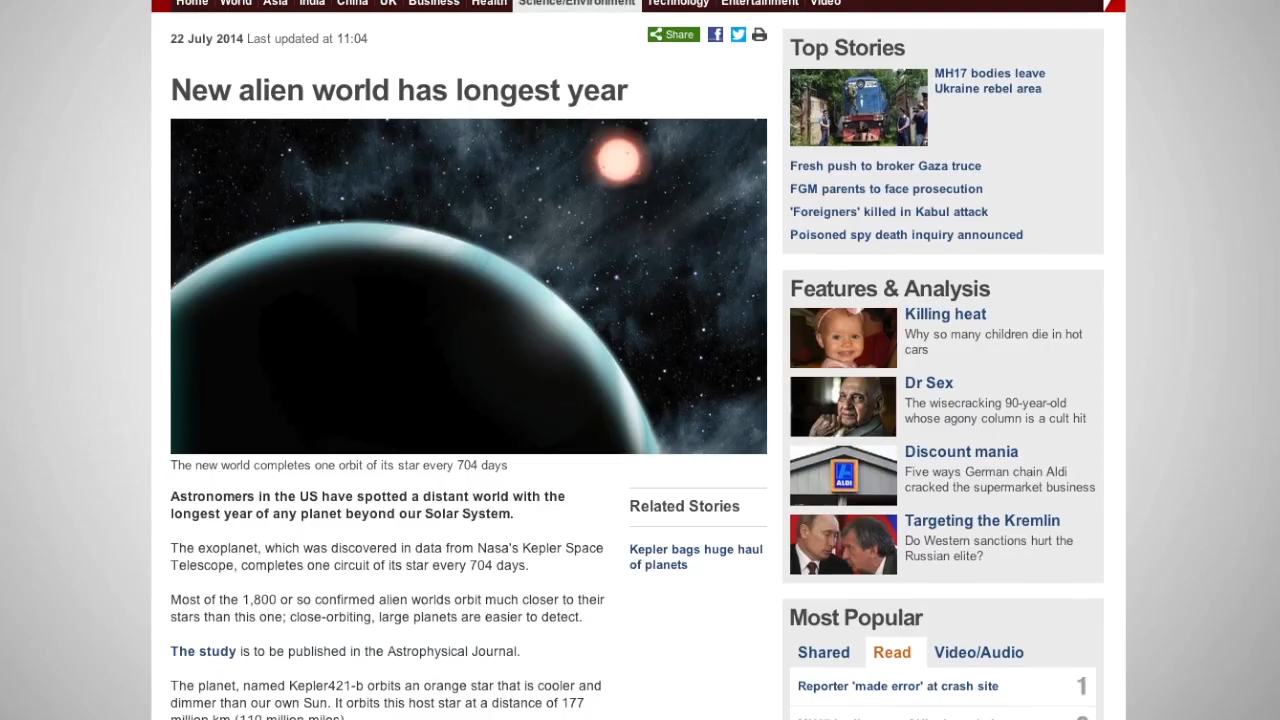 Home World Asia India China UK Business Health Science/Environment Technology Entertainment Video
22 July 2014 Last updated at 11:04
Share
New alien world has longest year
The new world completes one orbit of its star every 704 days
Astronomers in the US have spotted a distant world with the
longest year of any planet beyond our Solar System.
The exoplanet, which was discovered in data from Nasa's Kepler Space
Telescope, completes one circuit of its star every 704 days.
Most of the 1,800 or so confirmed alien worlds orbit much closer to their
stars than this one; close-orbiting, large planets are easier to detect.
The study is to be published in the Astrophysical Journal.
The planet, named Kepler421-b orbits an orange star that is cooler and
dimmer than our own Sun. It orbits this host star at a distance of 177
million km (110 million miles)
Related Stories
Kepler bags huge haul
of planets
Top Stories
MH17 bodies leave
Ukraine rebel area
Fresh push to broker Gaza truce
FGM parents to face prosecution
'Foreigners' killed in Kabul attack
Poisoned spy death inquiry announced
Features & Analysis
Killing heat
Why so many children die in hot
cars
Dr Sex
The wisecracking 90-year-old
whose agony column is a cult hit
ALDI
Discount mania
Five ways German chain Aldi
cracked the supermarket business
Targeting the Kremlin
Do Western sanctions hurt the
Russian elite?
Most Popular
Shared Read Video/Audio
Reporter 'made error' at crash site 1